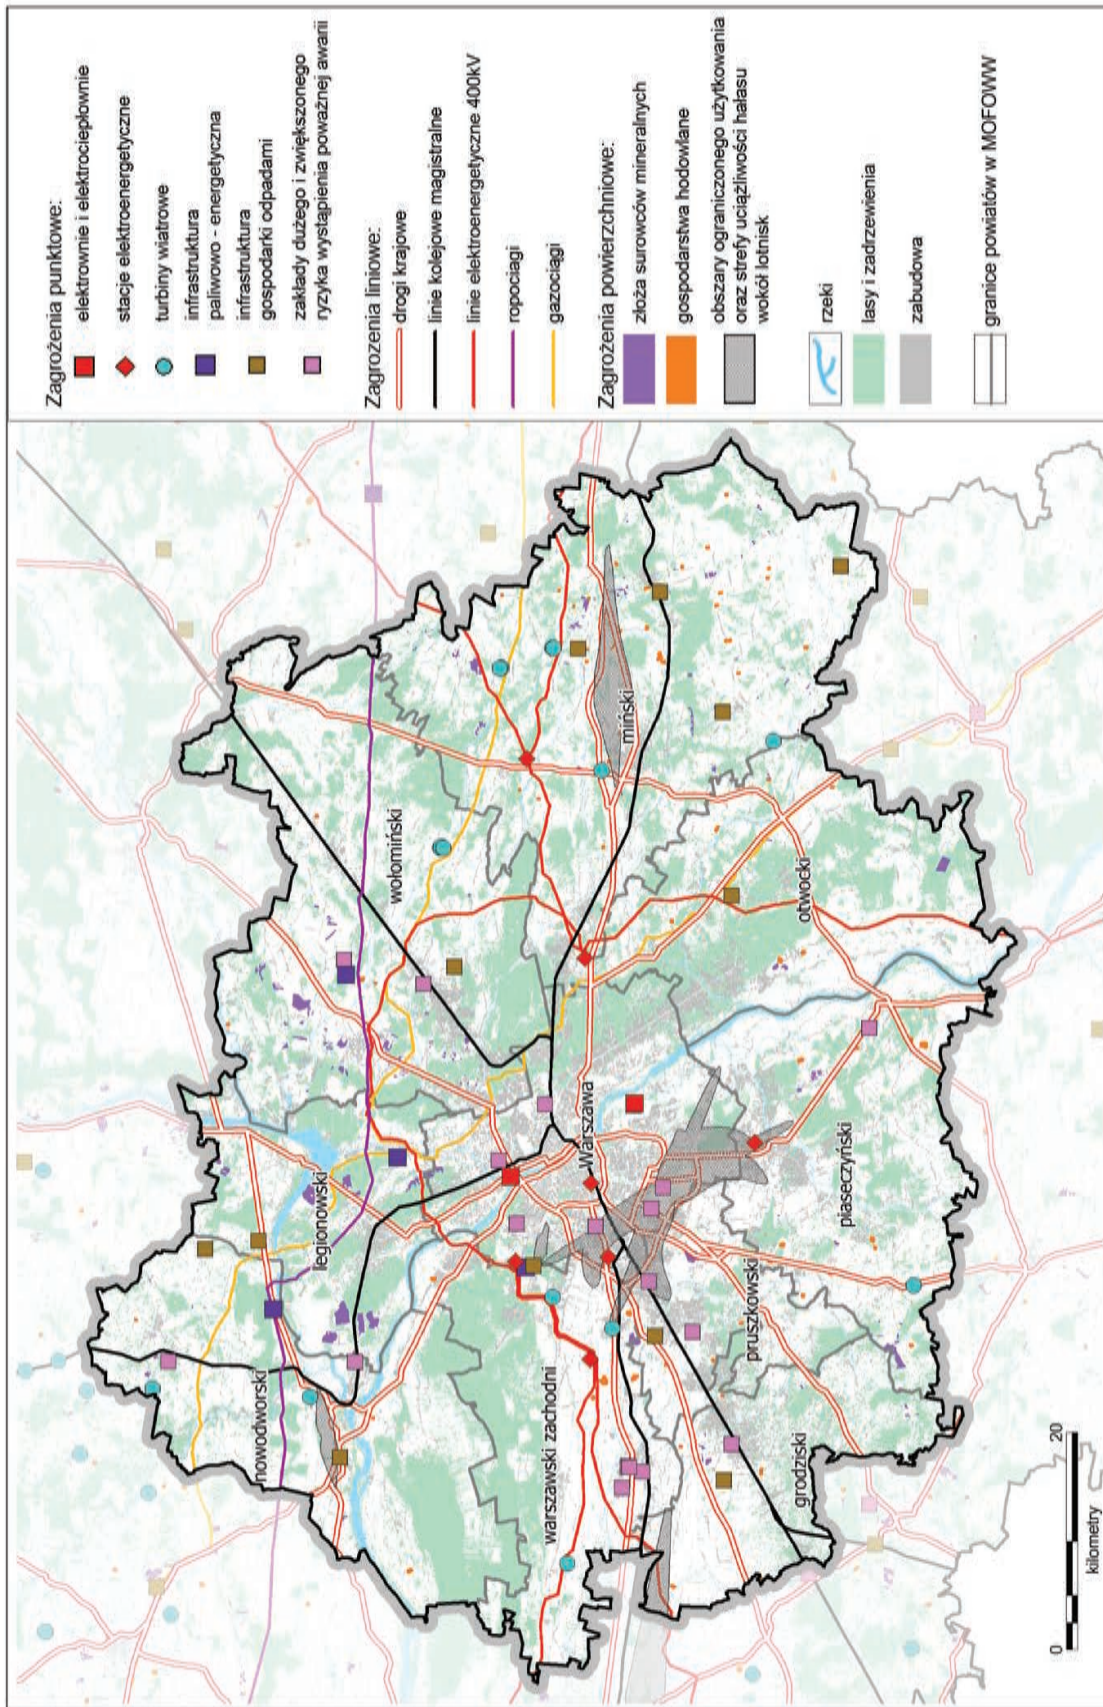 Zagrożenia punktowe:
elektrownie i elektrociepłownie
stacje elektroenergetyczne
turbiny wiatrowe
infrastruktura
paliwowo - energetyczna
infrastruktura
gospodarki odpadami
zakłady dużego i zwiększonego
ryzyka wystąpienia poważnej awarii
Zagrożenia liniowe:
drogi krajowe
linie kolejowe magistralne
linie elektroenergetyczne 400kV
ropociągi
gazociągi
Zagrożenia powierzchniowe:
złoża surowców mineralnych
gospodarstwa hodowlane
obszary ograniczonego użytkowania
oraz strefy uciążliwości hałasu
wokół lotnisk
rzeki
lasy i zadrzewienia
zabudowa
granice powiatów w MOFOWW
nowodworski
legionowski
wołomiński
warszawski zachodni
Warszawa
miński
grodziski
pruszkowski
piaseczyński
otwocki
0
20
kilometry